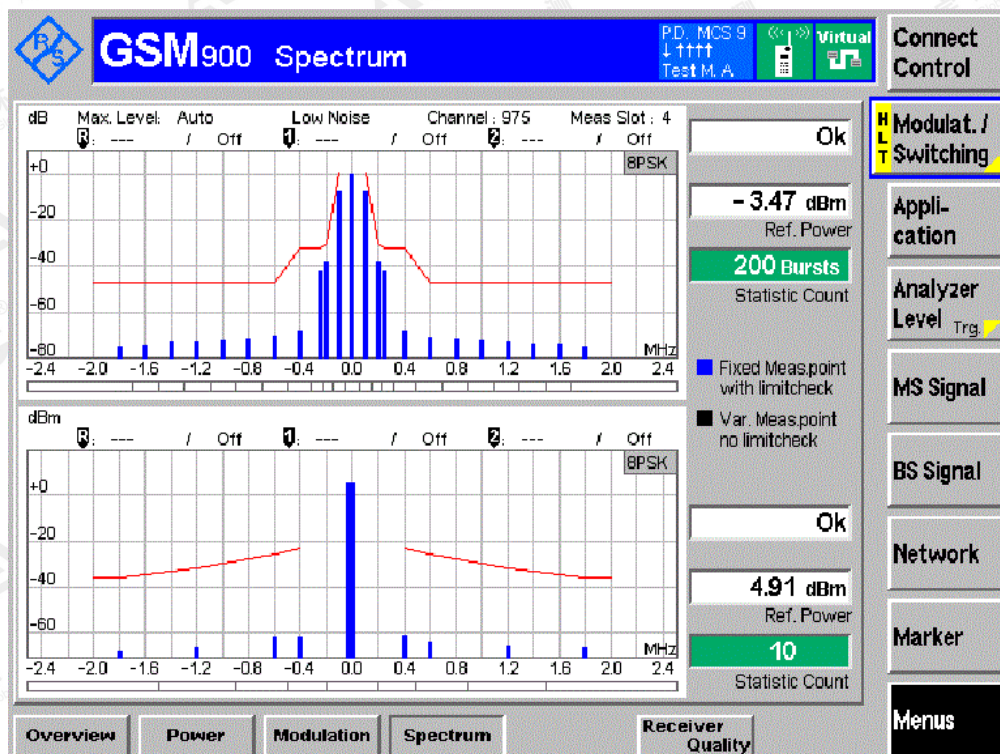 R&S
GSM900 Spectrum
P.D. MCS 9
↓ ↑↑↑↑
Test M. A.
Virtual
Connect
Control
dB Max. Level: Auto Low Noise Channel : 975 Meas Slot : 4
R: --- / Off 1: --- / Off 2: --- / Off
8PSK
+0
-20
-40
-60
-80 MHz
-2.4 -2.0 -1.6 -1.2 -0.8 -0.4 0.0 0.4 0.8 1.2 1.6 2.0 2.4
Ok
- 3.47 dBm
Ref. Power
200 Bursts
Statistic Count
Fixed Meas.point
with limitcheck
Var. Meas.point
no limitcheck
dBm
R: --- / Off 1: --- / Off 2: --- / Off
8PSK
+0
-20
-40
-60
MHz
-2.4 -2.0 -1.6 -1.2 -0.8 -0.4 0.0 0.4 0.8 1.2 1.6 2.0 2.4
Ok
4.91 dBm
Ref. Power
10
Statistic Count
HLT
Modulat. /
Switching
Appli-
cation
Analyzer
Level Trg.
MS Signal
BS Signal
Network
Marker
Menus
Overview Power Modulation Spectrum Receiver
Quality